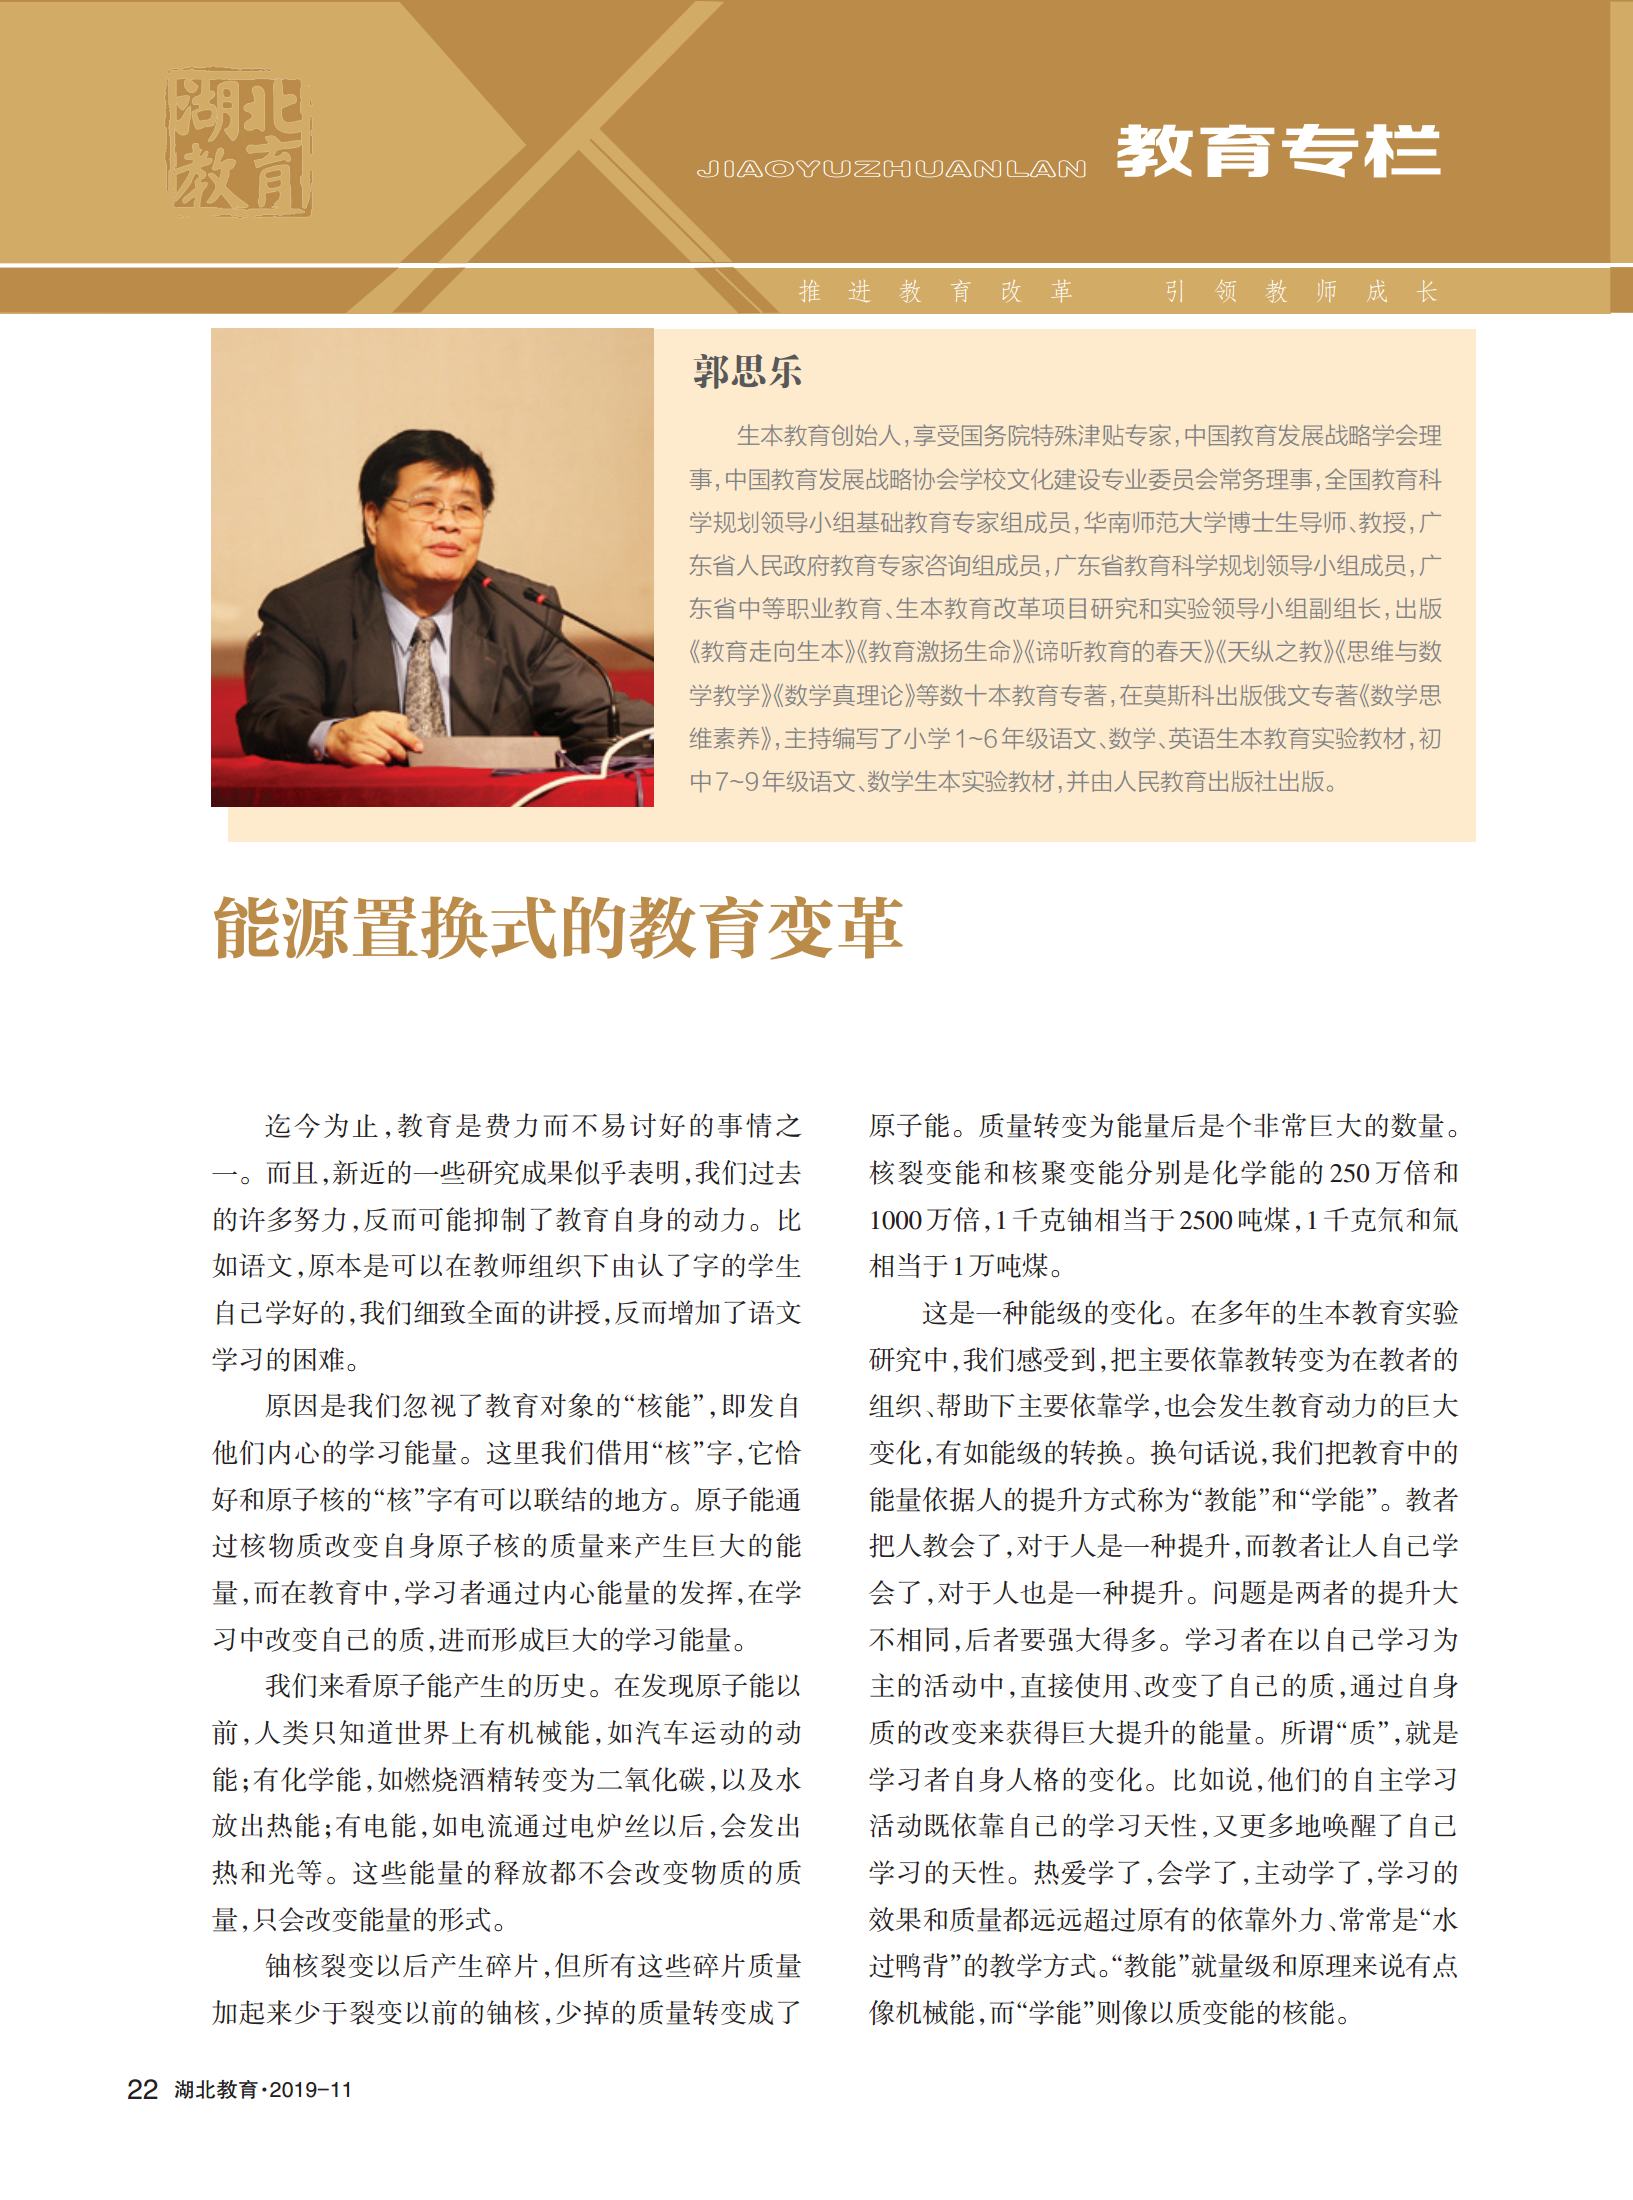 湖北
教育
JIAOYUZHUANLAN 教育专栏
推进教育改革 引领教师成长
郭思乐
生本教育创始人,享受国务院特殊津贴专家,中国教育发展战略学会理
事,中国教育发展战略协会学校文化建设专业委员会常务理事,全国教育科
学规划领导小组基础教育专家组成员,华南师范大学博士生导师、教授,广
东省人民政府教育专家咨询组成员,广东省教育科学规划领导小组成员,广
东省中等职业教育、生本教育改革项目研究和实验领导小组副组长,出版
《教育走向生本》《教育激扬生命》《谛听教育的春天》《天纵之教》《思维与数
学教学》《数学真理论》等数十本教育专著,在莫斯科出版俄文专著《数学思
维素养》,主持编写了小学1~6年级语文、数学、英语生本教育实验教材,初
中7~9年级语文、数学生本实验教材,并由人民教育出版社出版。
能源置换式的教育变革
迄今为止,教育是费力而不易讨好的事情之
一。而且,新近的一些研究成果似乎表明,我们过去
的许多努力,反而可能抑制了教育自身的动力。比
如语文,原本是可以在教师组织下由认了字的学生
自己学好的,我们细致全面的讲授,反而增加了语文
学习的困难。
原因是我们忽视了教育对象的“核能”,即发自
他们内心的学习能量。这里我们借用“核”字,它恰
好和原子核的“核”字有可以联结的地方。原子能通
过核物质改变自身原子核的质量来产生巨大的能
量,而在教育中,学习者通过内心能量的发挥,在学
习中改变自己的质,进而形成巨大的学习能量。
我们来看原子能产生的历史。在发现原子能以
前,人类只知道世界上有机械能,如汽车运动的动
能;有化学能,如燃烧酒精转变为二氧化碳,以及水
放出热能;有电能,如电流通过电炉丝以后,会发出
热和光等。这些能量的释放都不会改变物质的质
量,只会改变能量的形式。
铀核裂变以后产生碎片,但所有这些碎片质量
加起来少于裂变以前的铀核,少掉的质量转变成了
原子能。质量转变为能量后是个非常巨大的数量。
核裂变能和核聚变能分别是化学能的250万倍和
1000万倍,1千克铀相当于2500吨煤,1千克氘和氚
相当于1万吨煤。
这是一种能级的变化。在多年的生本教育实验
研究中,我们感受到,把主要依靠教转变为在教者的
组织、帮助下主要依靠学,也会发生教育动力的巨大
变化,有如能级的转换。换句话说,我们把教育中的
能量依据人的提升方式称为“教能”和“学能”。教者
把人教会了,对于人是一种提升,而教者让人自己学
会了,对于人也是一种提升。问题是两者的提升大
不相同,后者要强大得多。学习者在以自己学习为
主的活动中,直接使用、改变了自己的质,通过自身
质的改变来获得巨大提升的能量。所谓“质”,就是
学习者自身人格的变化。比如说,他们的自主学习
活动既依靠自己的学习天性,又更多地唤醒了自己
学习的天性。热爱学了,会学了,主动学了,学习的
效果和质量都远远超过原有的依靠外力、常常是“水
过鸭背”的教学方式。“教能”就量级和原理来说有点
像机械能,而“学能”则像以质变能的核能。
22 湖北教育·2019-11